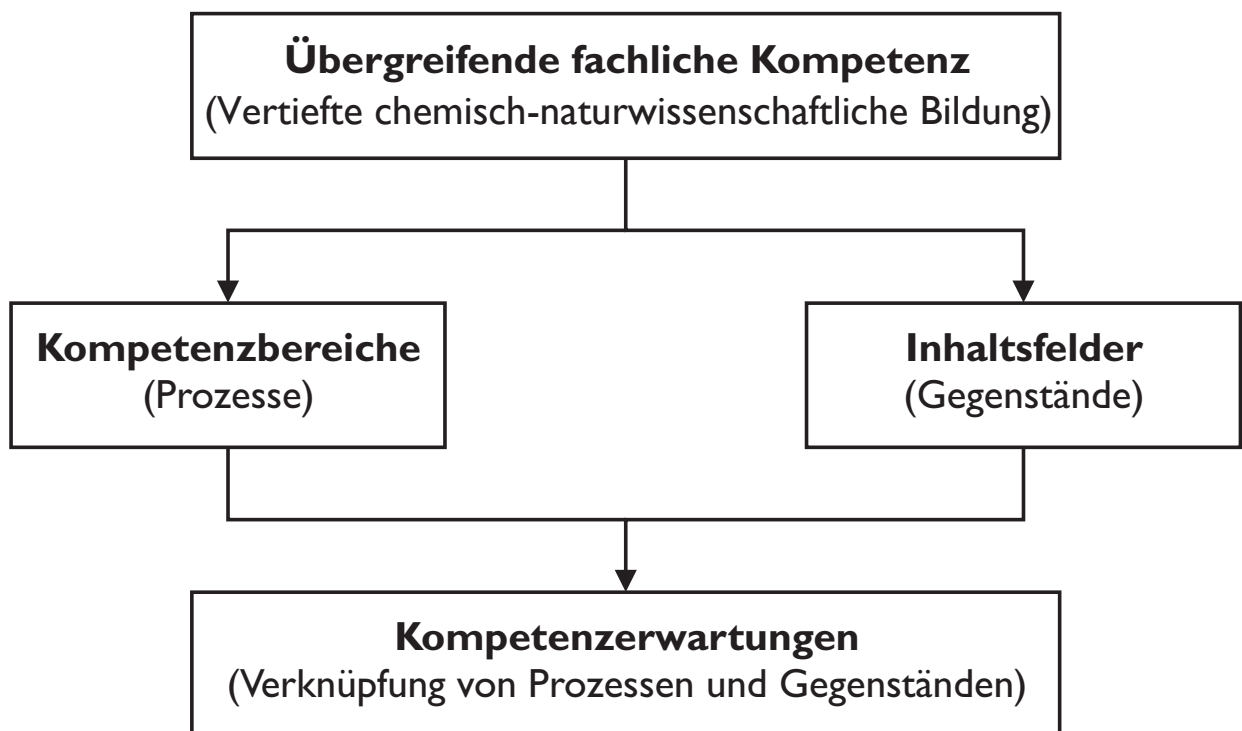 Übergreifende fachliche Kompetenz
(Vertiefte chemisch-naturwissenschaftliche Bildung)
Kompetenzbereiche
(Prozesse)
Inhaltsfelder
(Gegenstände)
Kompetenzerwartungen
(Verknüpfung von Prozessen und Gegenständen)